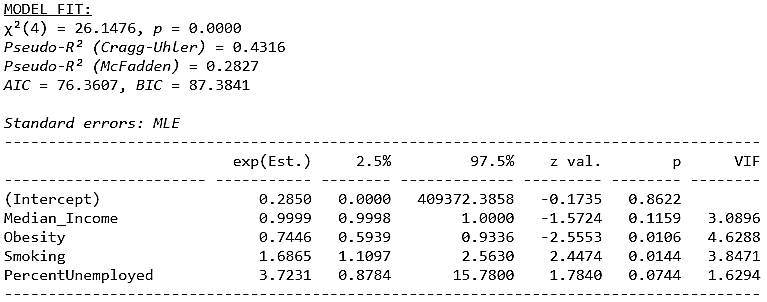 MODEL FIT:
χ²(4) = 26.1476, p = 0.0000
Pseudo-R² (Cragg-Uhler) = 0.4316
Pseudo-R² (McFadden) = 0.2827
AIC = 76.3607, BIC = 87.3841
Standard errors: MLE
exp(Est.) 2.5% 97.5% z val. p VIF
(Intercept) 0.2850 0.0000 409372.3858 -0.1735 0.8622
Median_Income 0.9999 0.9998 1.0000 -1.5724 0.1159 3.0896
Obesity 0.7446 0.5939 0.9336 -2.5553 0.0106 4.6288
Smoking 1.6865 1.1097 2.5630 2.4474 0.0144 3.8471
PercentUnemployed 3.7231 0.8784 15.7800 1.7840 0.0744 1.6294